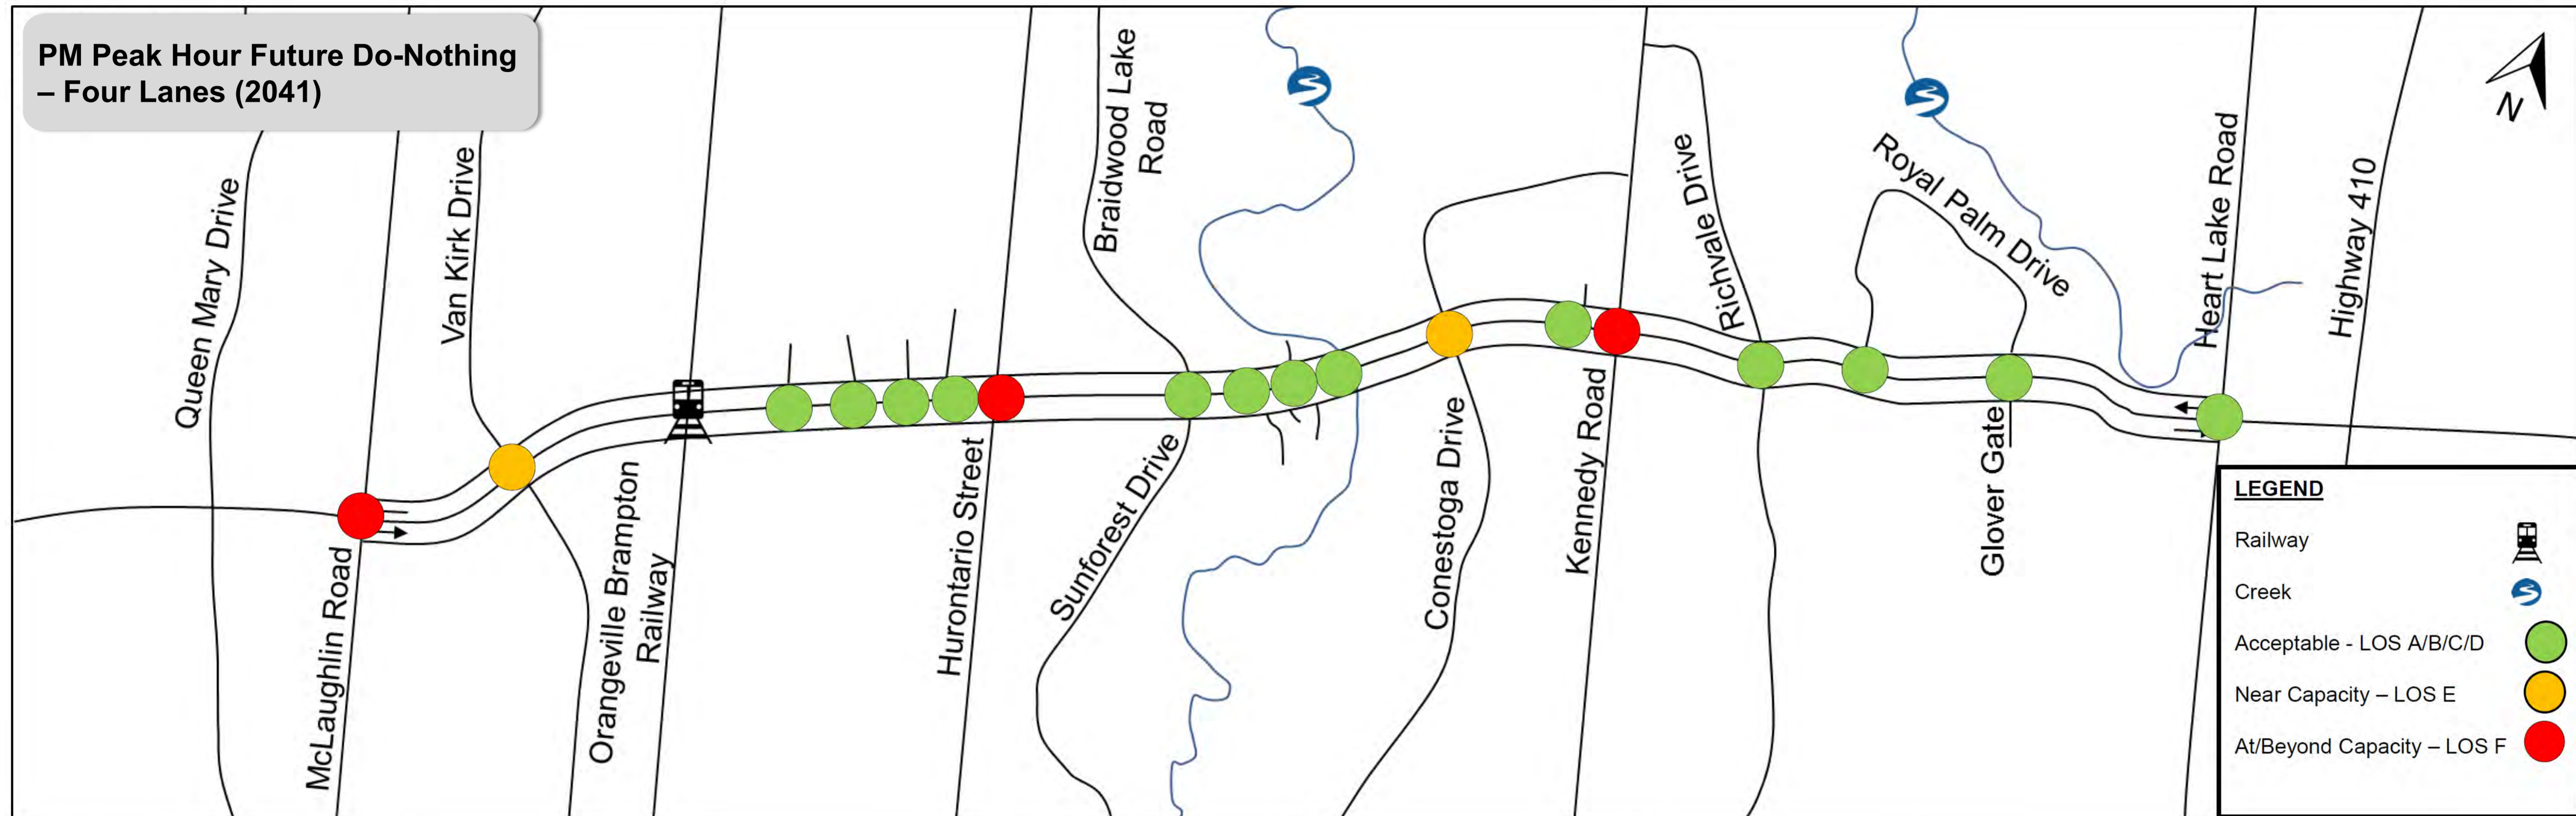 PM Peak Hour Future Do-Nothing
– Four Lanes (2041)
Queen Mary Drive
McLaughlin Road
Van Kirk Drive
Orangeville Brampton
Railway
Hurontario Street
Braidwood Lake
Road
Sunforest Drive
Conestoga Drive
Kennedy Road
Richvale Drive
Royal Palm Drive
Glover Gate
Heart Lake Road
Highway 410
N
LEGEND
Railway
Creek
Acceptable - LOS A/B/C/D
Near Capacity – LOS E
At/Beyond Capacity – LOS F